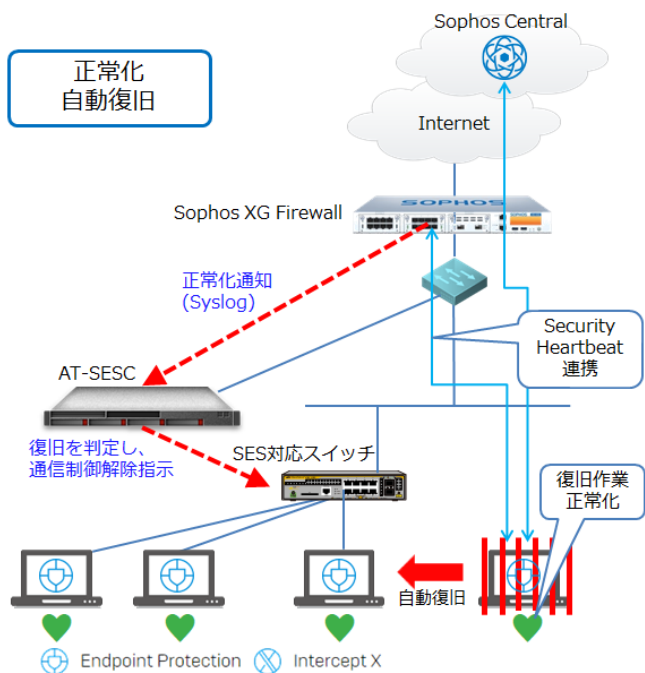 Sophos Central
正常化
自動復旧
Internet
SOPHOS
Sophos XG Firewall
正常化通知
(Syslog)
Security
Heartbeat
連携
AT-SESC
復旧を判定し、
通信制御解除指示
SES対応スイッチ
復旧作業
正常化
自動復旧
Endpoint Protection
Intercept X